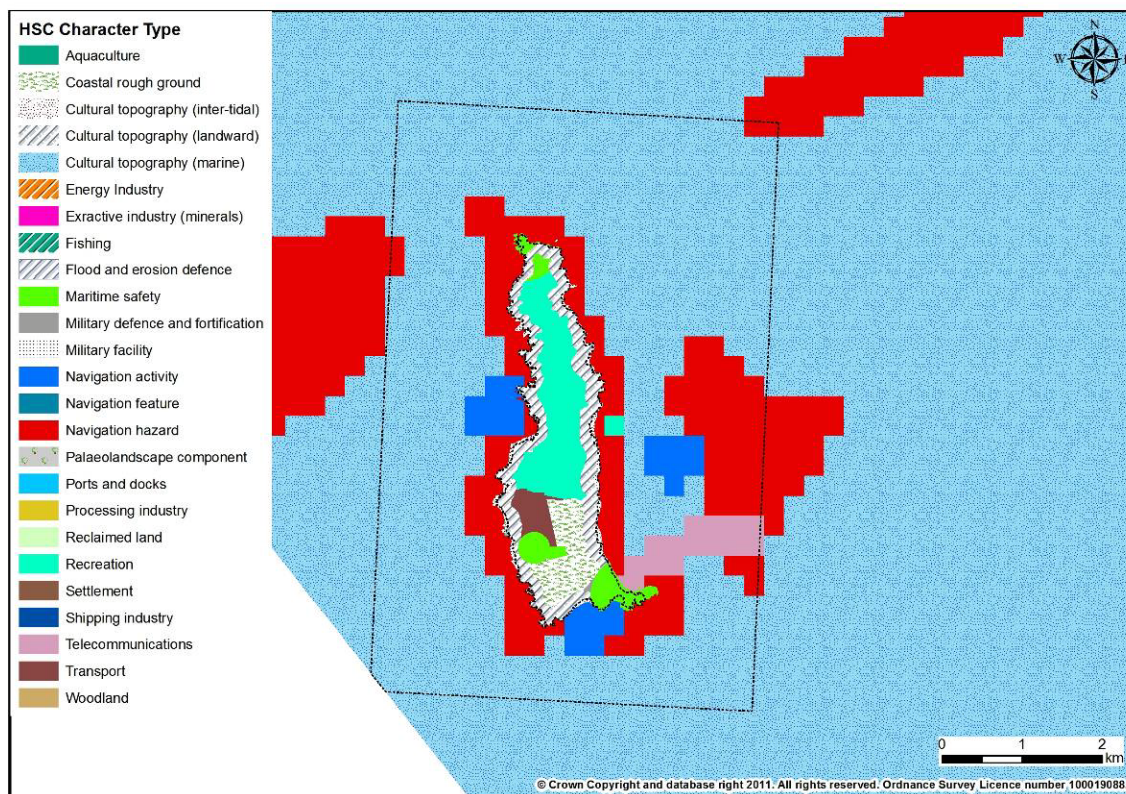 HSC Character Type
Aquaculture
Coastal rough ground
Cultural topography (inter-tidal)
Cultural topography (landward)
Cultural topography (marine)
Energy Industry
Exractive industry (minerals)
Fishing
Flood and erosion defence
Maritime safety
Military defence and fortification
Military facility
Navigation activity
Navigation feature
Navigation hazard
Palaeolandscape component
Ports and docks
Processing industry
Reclaimed land
Recreation
Settlement
Shipping industry
Telecommunications
Transport
Woodland
N
W E
S
0 1 2
km
© Crown Copyright and database right 2011. All rights reserved. Ordnance Survey Licence number 100019088